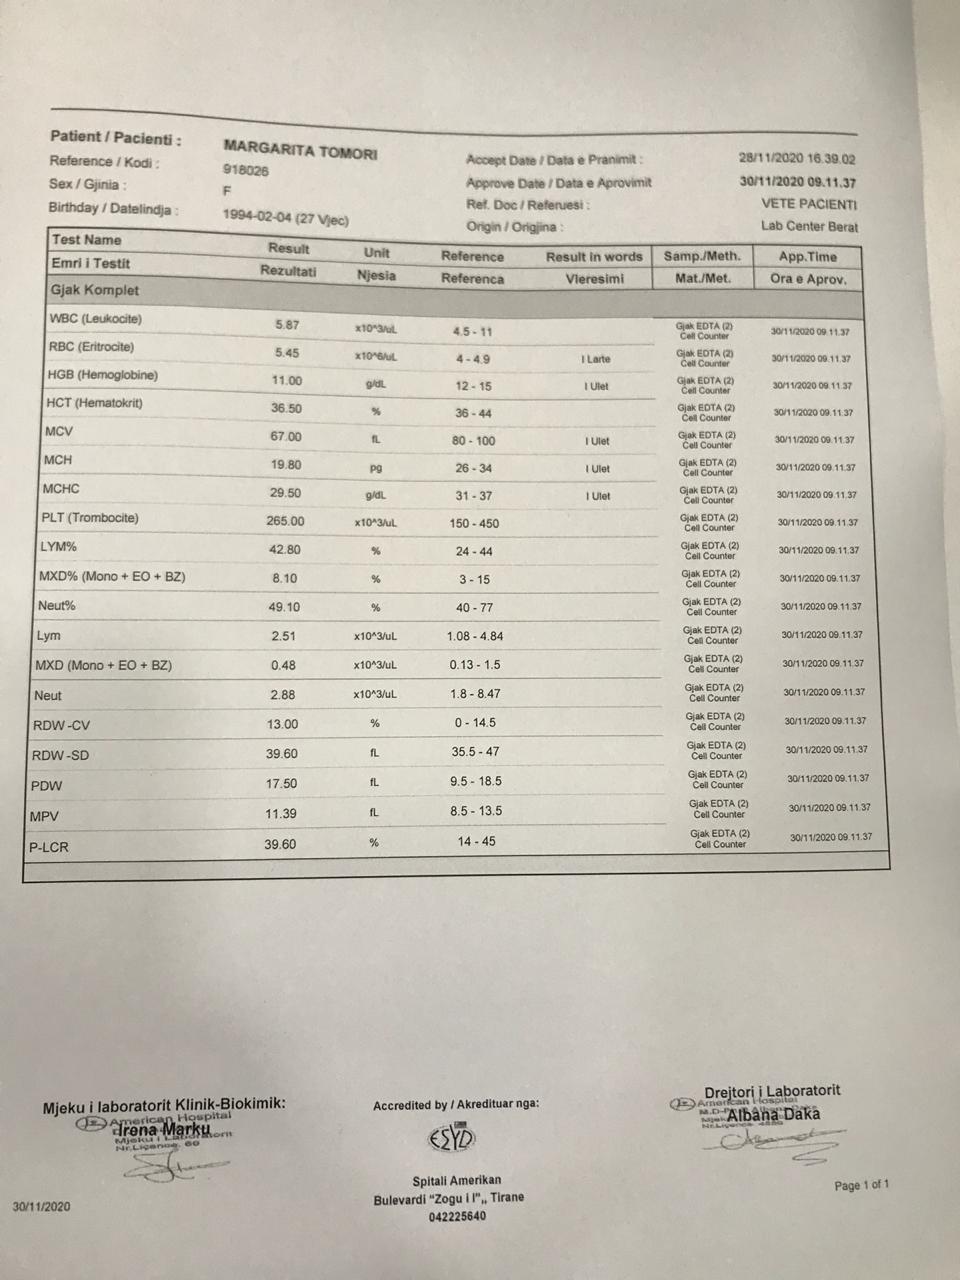 Patient / Pacienti : MARGARITA TOMORI
Reference / Kodi : 918026
Sex / Gjinia : F
Birthday / Datelindja : 1994-02-04 (27 Vjec)
Accept Date / Data e Pranimit : 28/11/2020 16.39.02
Approve Date / Data e Aprovimit 30/11/2020 09.11.37
Ref. Doc / Referuesi : VETE PACIENTI
Origin / Origjina : Lab Center Berat
Test Name Result Unit Reference Result in words Samp./Meth. App.Time
Emri i Testit Rezultati Njesia Referenca Vleresimi Mat./Met. Ora e Aprov.
Gjak Komplet
WBC (Leukocite) 5.87 x10^3/uL 4.5 - 11 Gjak EDTA (2) Cell Counter 30/11/2020 09.11.37
RBC (Eritrocite) 5.45 x10^6/uL 4 - 4.9 I Larte Gjak EDTA (2) Cell Counter 30/11/2020 09.11.37
HGB (Hemoglobine) 11.00 g/dL 12 - 15 I Ulet Gjak EDTA (2) Cell Counter 30/11/2020 09.11.37
HCT (Hematokrit) 36.50 % 36 - 44 Gjak EDTA (2) Cell Counter 30/11/2020 09.11.37
MCV 67.00 fL 80 - 100 I Ulet Gjak EDTA (2) Cell Counter 30/11/2020 09.11.37
MCH 19.80 pg 26 - 34 I Ulet Gjak EDTA (2) Cell Counter 30/11/2020 09.11.37
MCHC 29.50 g/dL 31 - 37 I Ulet Gjak EDTA (2) Cell Counter 30/11/2020 09.11.37
PLT (Trombocite) 265.00 x10^3/uL 150 - 450 Gjak EDTA (2) Cell Counter 30/11/2020 09.11.37
LYM% 42.80 % 24 - 44 Gjak EDTA (2) Cell Counter 30/11/2020 09.11.37
MXD% (Mono + EO + BZ) 8.10 % 3 - 15 Gjak EDTA (2) Cell Counter 30/11/2020 09.11.37
Neut% 49.10 % 40 - 77 Gjak EDTA (2) Cell Counter 30/11/2020 09.11.37
Lym 2.51 x10^3/uL 1.08 - 4.84 Gjak EDTA (2) Cell Counter 30/11/2020 09.11.37
MXD (Mono + EO + BZ) 0.48 x10^3/uL 0.13 - 1.5 Gjak EDTA (2) Cell Counter 30/11/2020 09.11.37
Neut 2.88 x10^3/uL 1.8 - 8.47 Gjak EDTA (2) Cell Counter 30/11/2020 09.11.37
RDW -CV 13.00 % 0 - 14.5 Gjak EDTA (2) Cell Counter 30/11/2020 09.11.37
RDW -SD 39.60 fL 35.5 - 47 Gjak EDTA (2) Cell Counter 30/11/2020 09.11.37
PDW 17.50 fL 9.5 - 18.5 Gjak EDTA (2) Cell Counter 30/11/2020 09.11.37
MPV 11.39 fL 8.5 - 13.5 Gjak EDTA (2) Cell Counter 30/11/2020 09.11.37
P-LCR 39.60 % 14 - 45 Gjak EDTA (2) Cell Counter 30/11/2020 09.11.37
Mjeku i laboratorit Klinik-Biokimik:
American Hospital
Irena Marku
Mjeku i Laboratorit
Nr.Liçence. 60
Accredited by / Akredituar nga:
ESYD
Spitali Amerikan
Bulevardi "Zogu i I",, Tirane
042225640
Drejtori i Laboratorit
American Hospital
Albana Daka
Page 1 of 1
30/11/2020